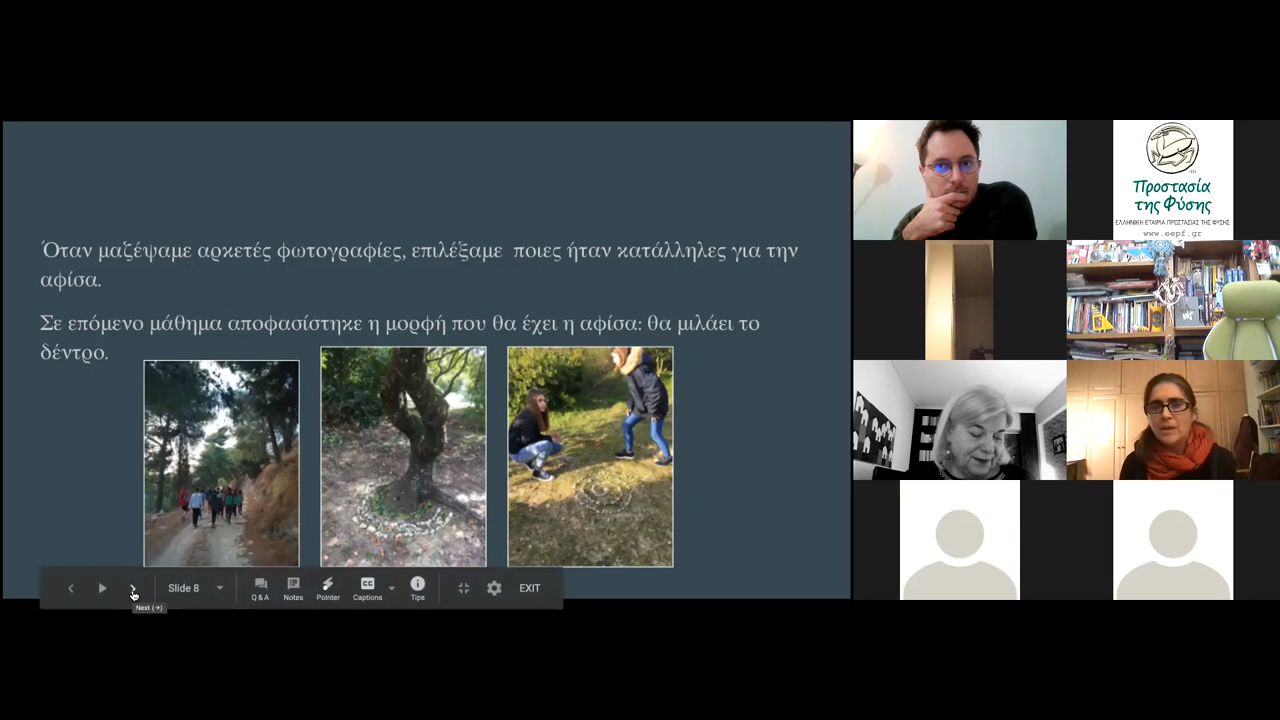 Όταν μαζέψαμε αρκετές φωτογραφίες, επιλέξαμε ποιες ήταν κατάλληλες για την
αφίσα.
Σε επόμενο μάθημα αποφασίστηκε η μορφή που θα έχει η αφίσα: θα μιλάει το
δέντρο.
Slide 8
Q & A
Notes
Pointer
CC
Captions
Tips
EXIT
Next (→)
Προστασία
της Φύσης
ΕΛΛΗΝΙΚΗ ΕΤΑΙΡΙΑ ΠΡΟΣΤΑΣΙΑΣ ΤΗΣ ΦΥΣΗΣ
www.eepf.gr